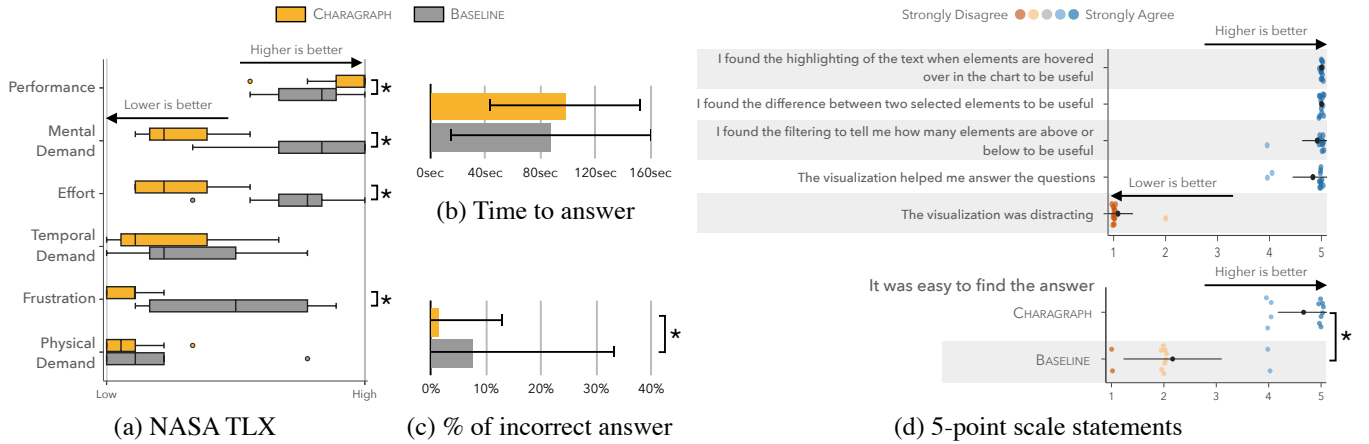 CHARAGRAPH BASELINE
Higher is better
Performance
*
Lower is better
Mental
Demand
*
Effort
*
Temporal
Demand
Frustration
*
Physical
Demand
Low High
(a) NASA TLX
0sec 40sec 80sec 120sec 160sec
(b) Time to answer
*
0% 10% 20% 30% 40%
(c) % of incorrect answer
Strongly Disagree Strongly Agree
Higher is better
I found the highlighting of the text when elements are hovered
over in the chart to be useful
I found the difference between two selected elements to be useful
I found the filtering to tell me how many elements are above or
below to be useful
The visualization helped me answer the questions
Lower is better
The visualization was distracting
1 2 3 4 5
Higher is better
It was easy to find the answer
CHARAGRAPH
*
BASELINE
1 2 3 4 5
(d) 5-point scale statements